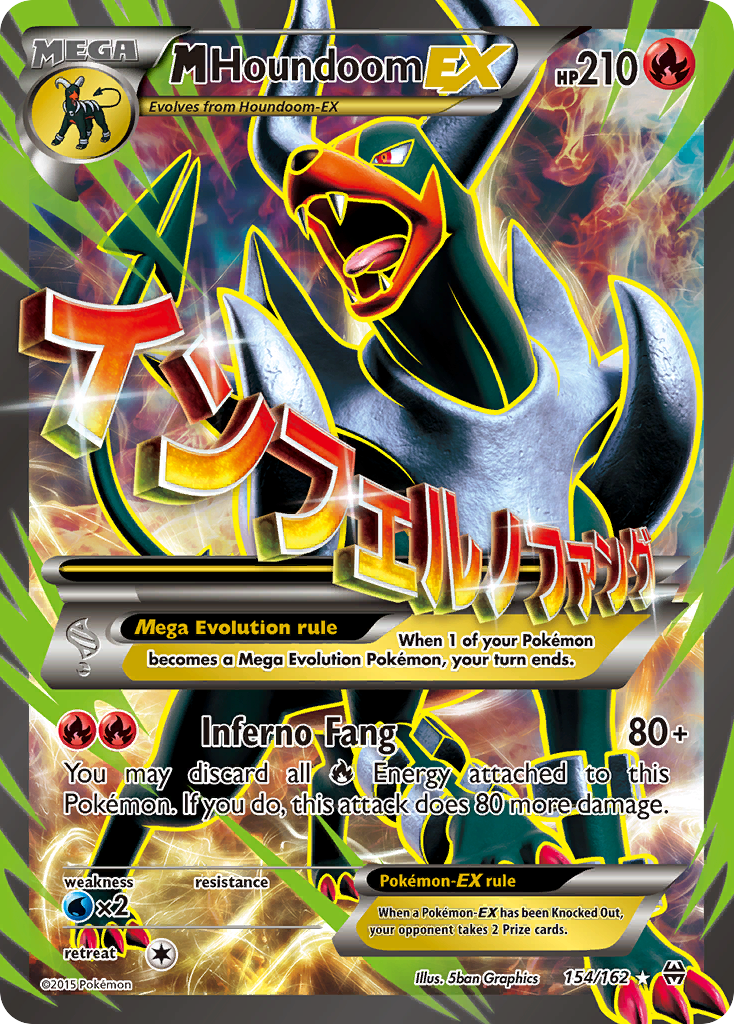 MEGA
MHoundoomEX
HP210
Evolves from Houndoom-EX
インフェルノファング
Mega Evolution rule
When 1 of your Pokémon
becomes a Mega Evolution Pokémon, your turn ends.
Inferno Fang 80+
You may discard all Energy attached to this
Pokémon. If you do, this attack does 80 more damage.
weakness resistance
×2
retreat
Pokémon-EX rule
When a Pokémon-EX has been Knocked Out,
your opponent takes 2 Prize cards.
©2015 Pokémon
Illus. 5ban Graphics 154/162